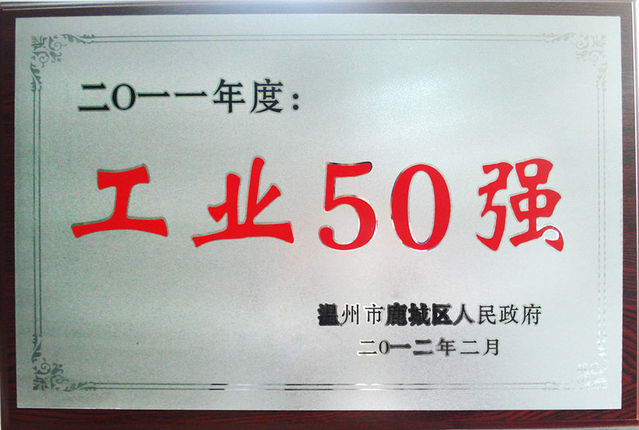 二〇一一年度：
工业50强
温州市鹿城区人民政府
二〇一二年二月